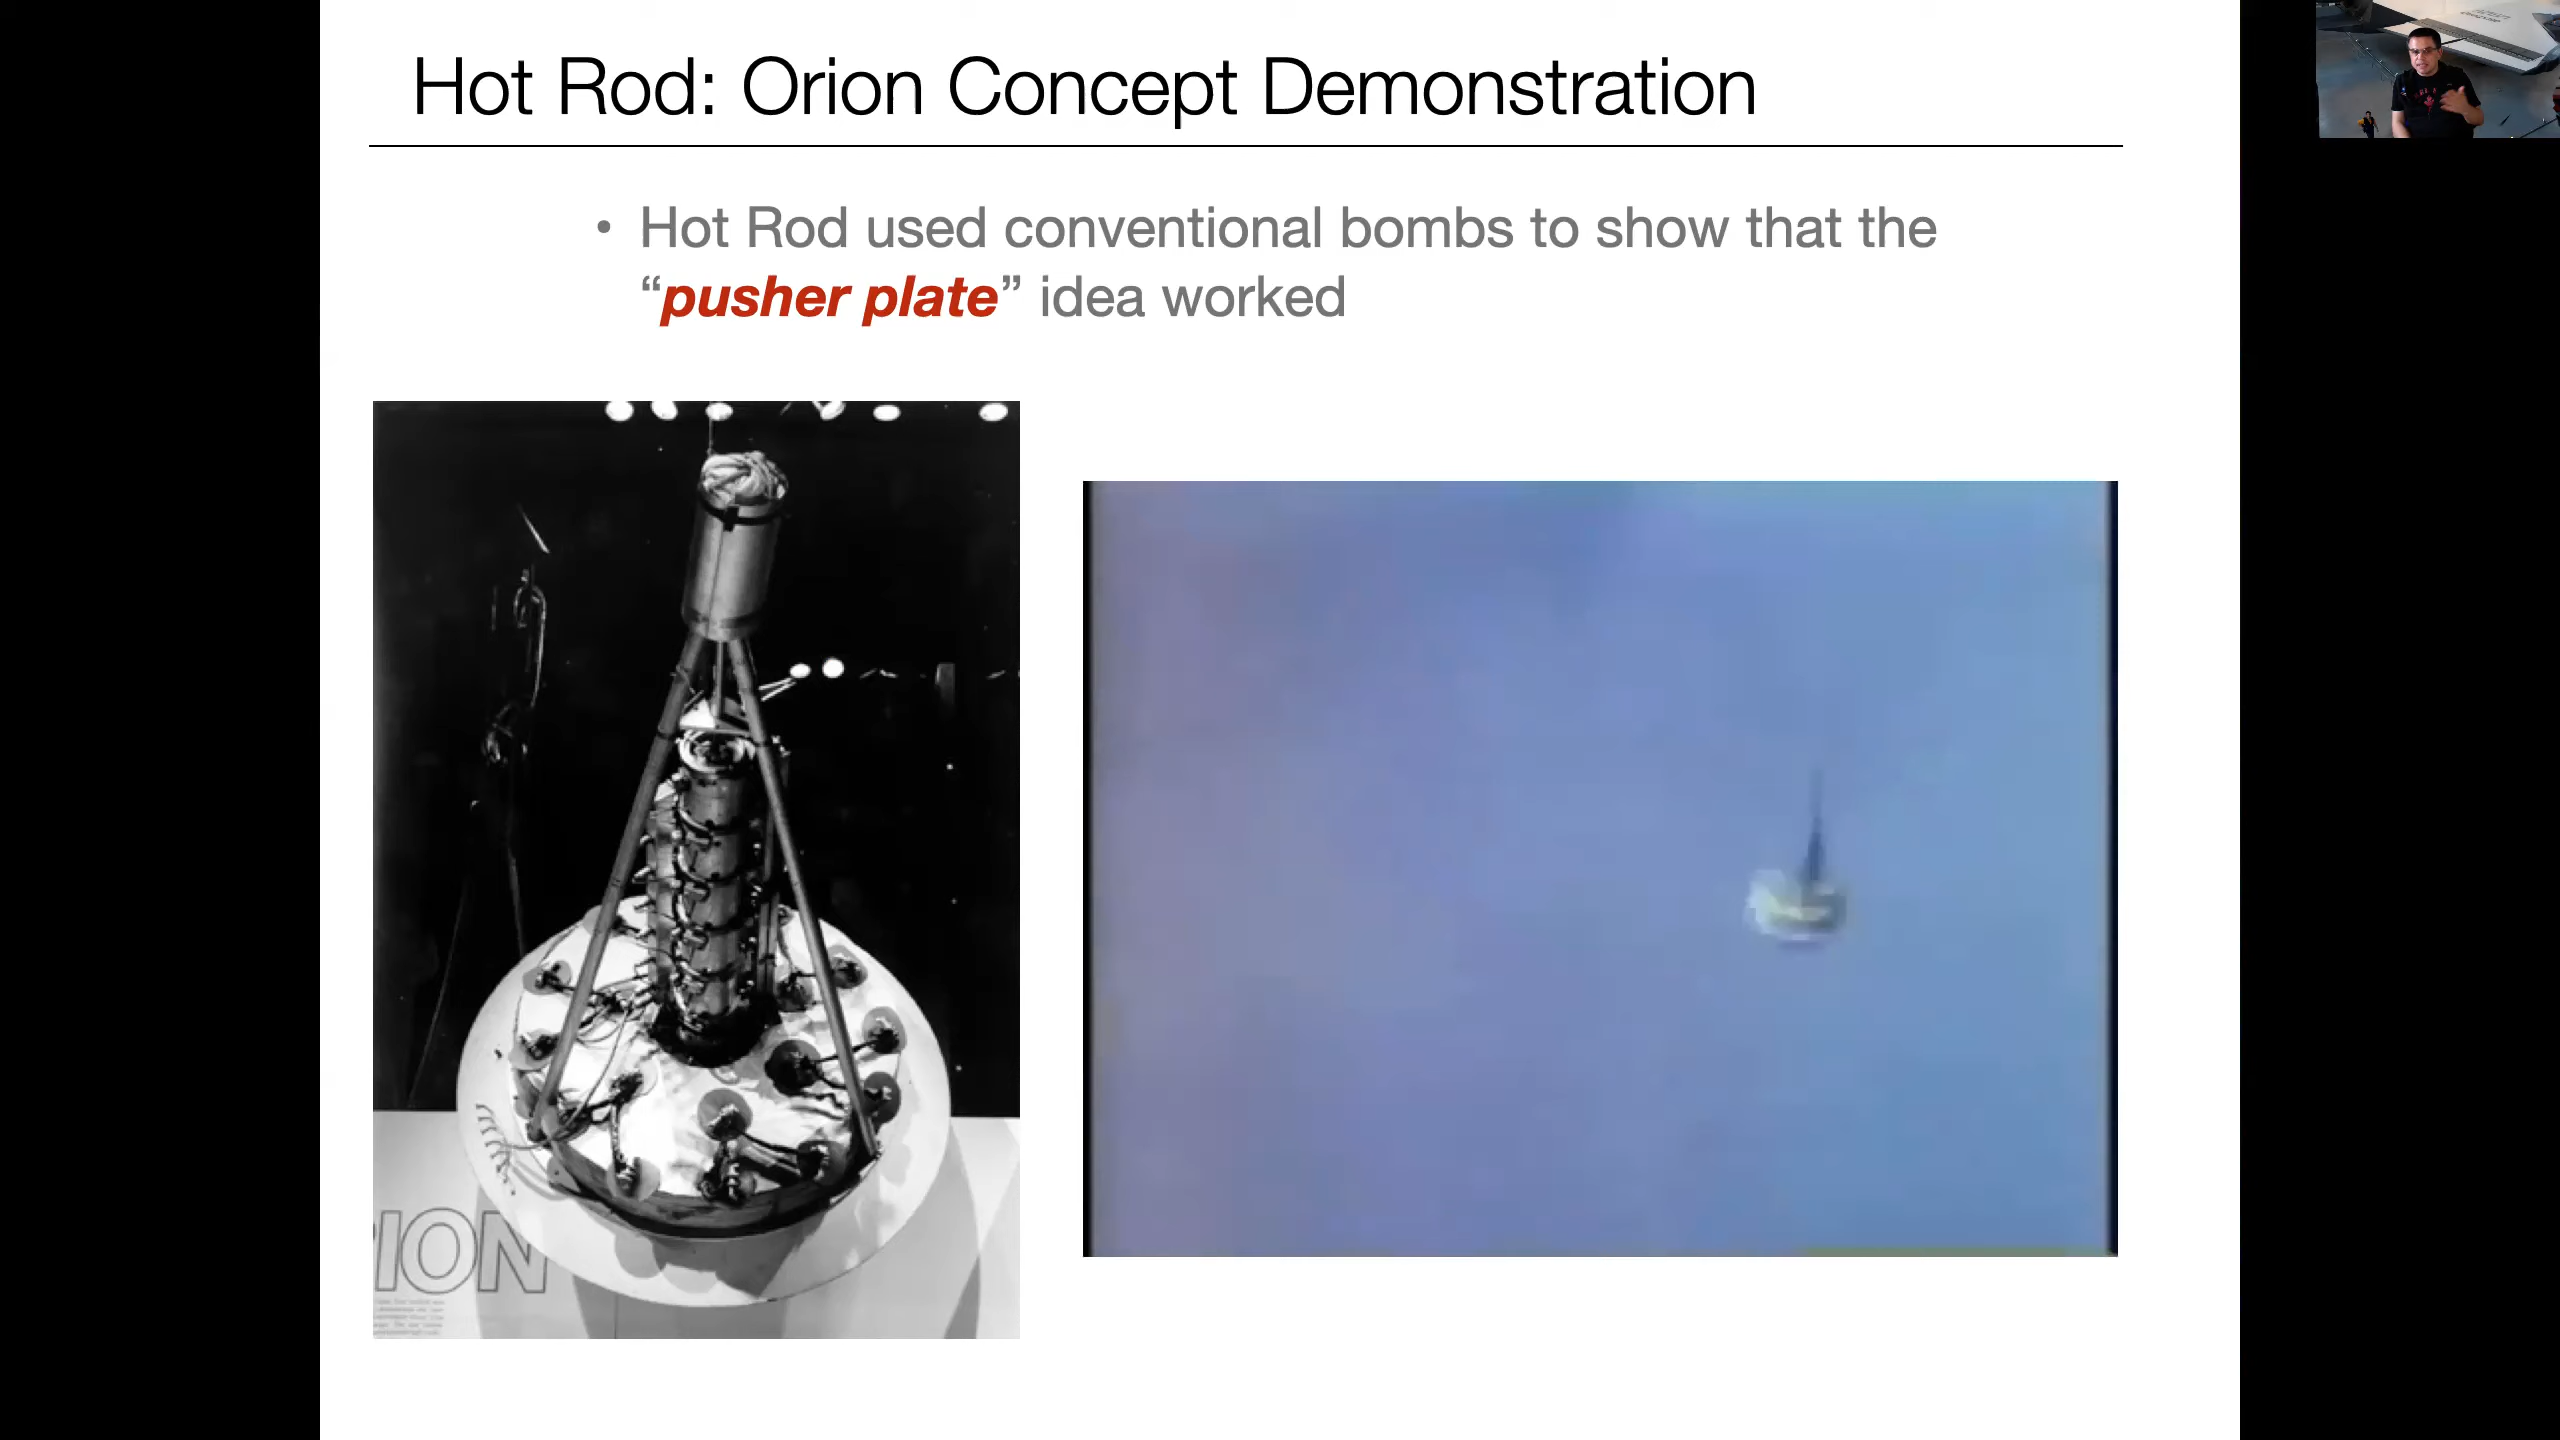 Hot Rod: Orion Concept Demonstration
• Hot Rod used conventional bombs to show that the
“pusher plate” idea worked
ION